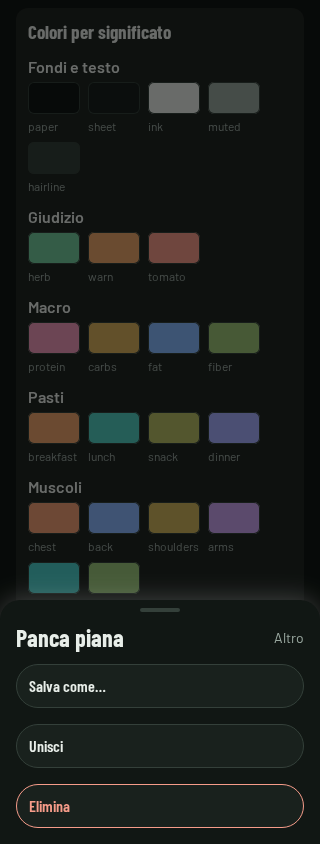 Colori per significato
Fondi e testo
paper sheet ink muted
hairline
Giudizio
herb warn tomato
Macro
protein carbs fat fiber
Pasti
breakfast lunch snack dinner
Muscoli
chest back shoulders arms
Panca piana Altro
Salva come...
Unisci
Elimina